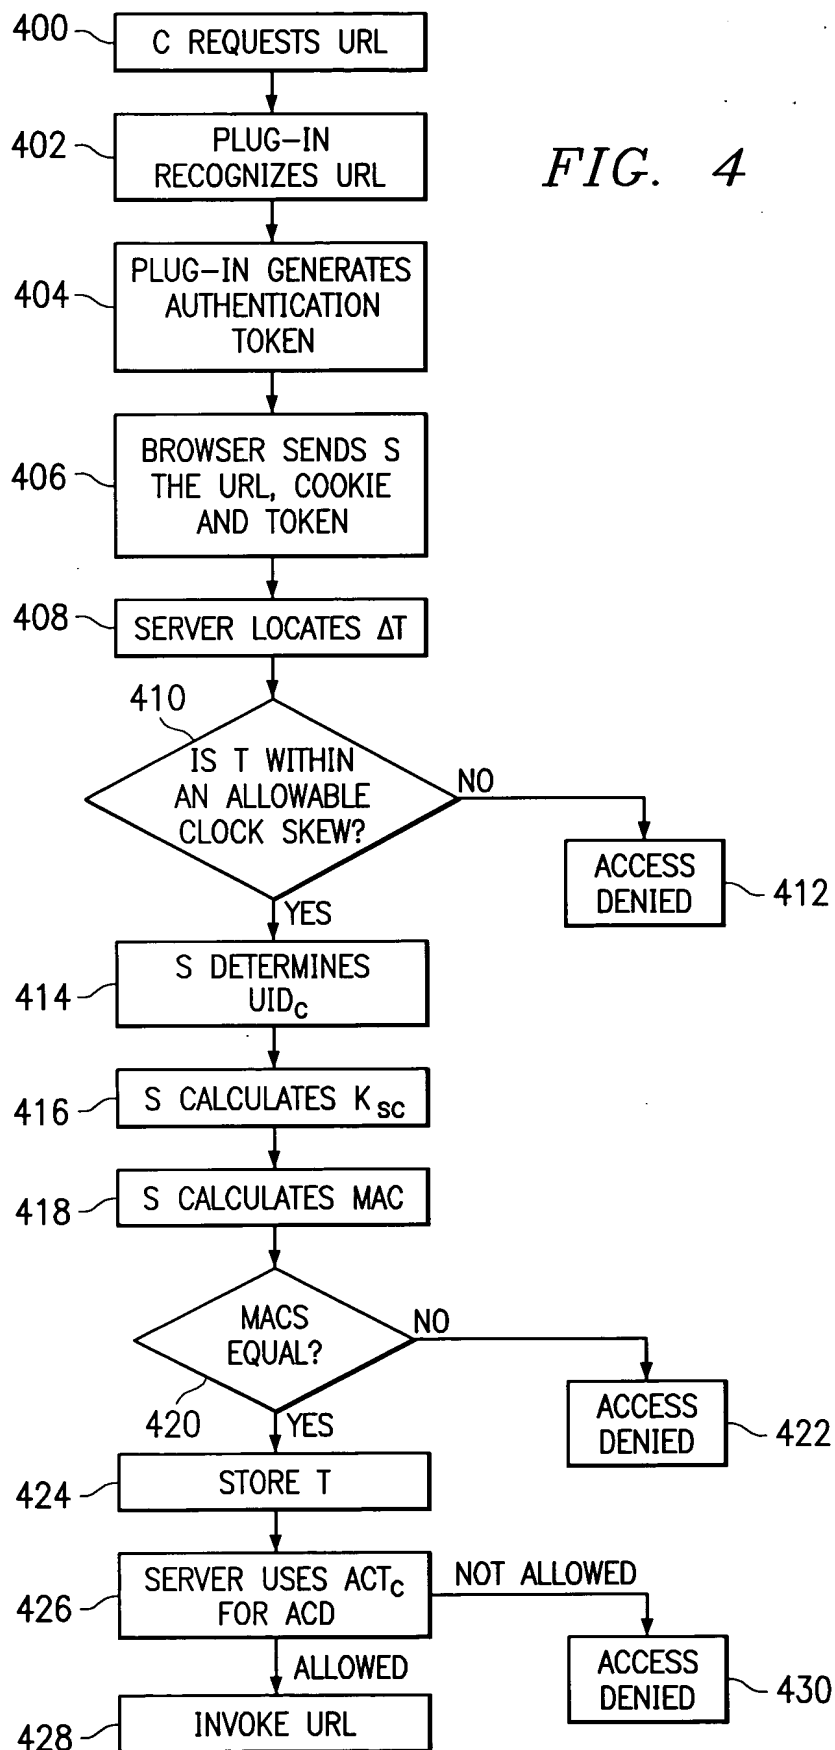 400
C REQUESTS URL
402
PLUG-IN
RECOGNIZES URL
FIG. 4
404
PLUG-IN GENERATES
AUTHENTICATION
TOKEN
406
BROWSER SENDS S
THE URL, COOKIE
AND TOKEN
408
SERVER LOCATES ΔT
410
IS T WITHIN
AN ALLOWABLE
CLOCK SKEW?
NO
ACCESS
DENIED
412
YES
414
S DETERMINES
UIDC
416
S CALCULATES KSC
418
S CALCULATES MAC
MACS
EQUAL?
NO
420
YES
ACCESS
DENIED
422
424
STORE T
426
SERVER USES ACTC
FOR ACD
NOT ALLOWED
ALLOWED
ACCESS
DENIED
430
428
INVOKE URL